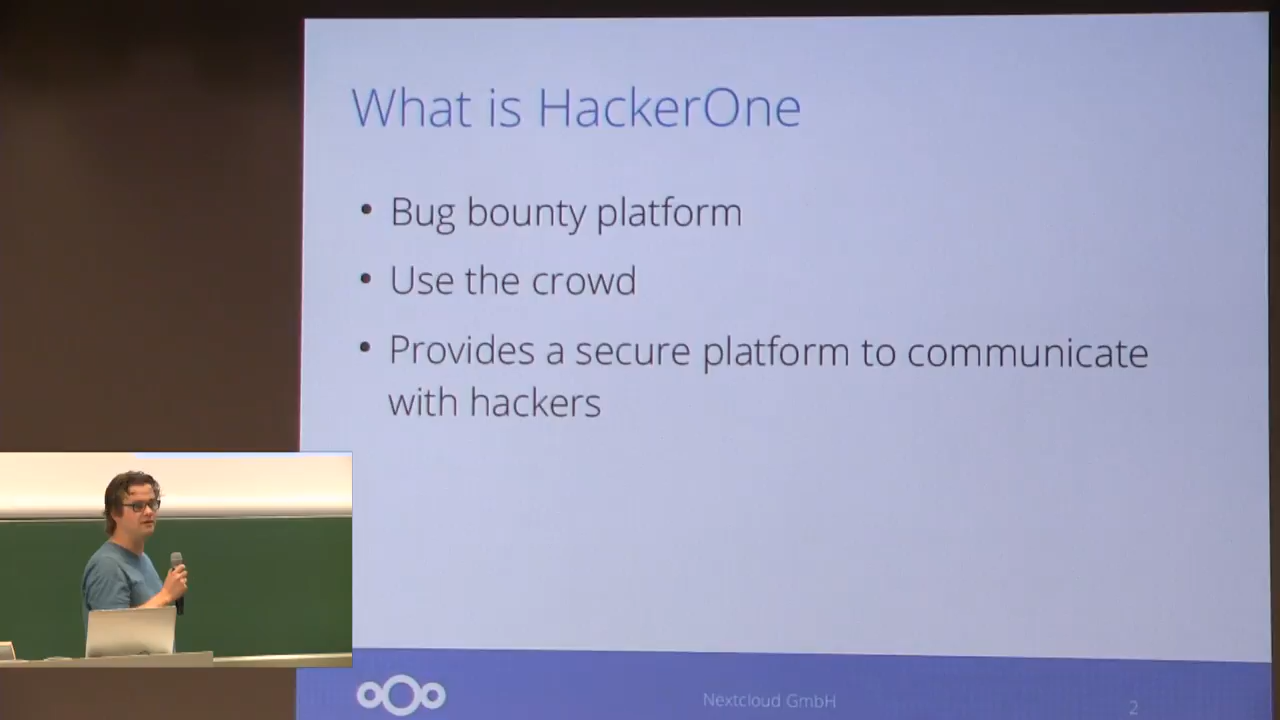 What is HackerOne
• Bug bounty platform
• Use the crowd
• Provides a secure platform to communicate
with hackers
Nextcloud GmbH
2